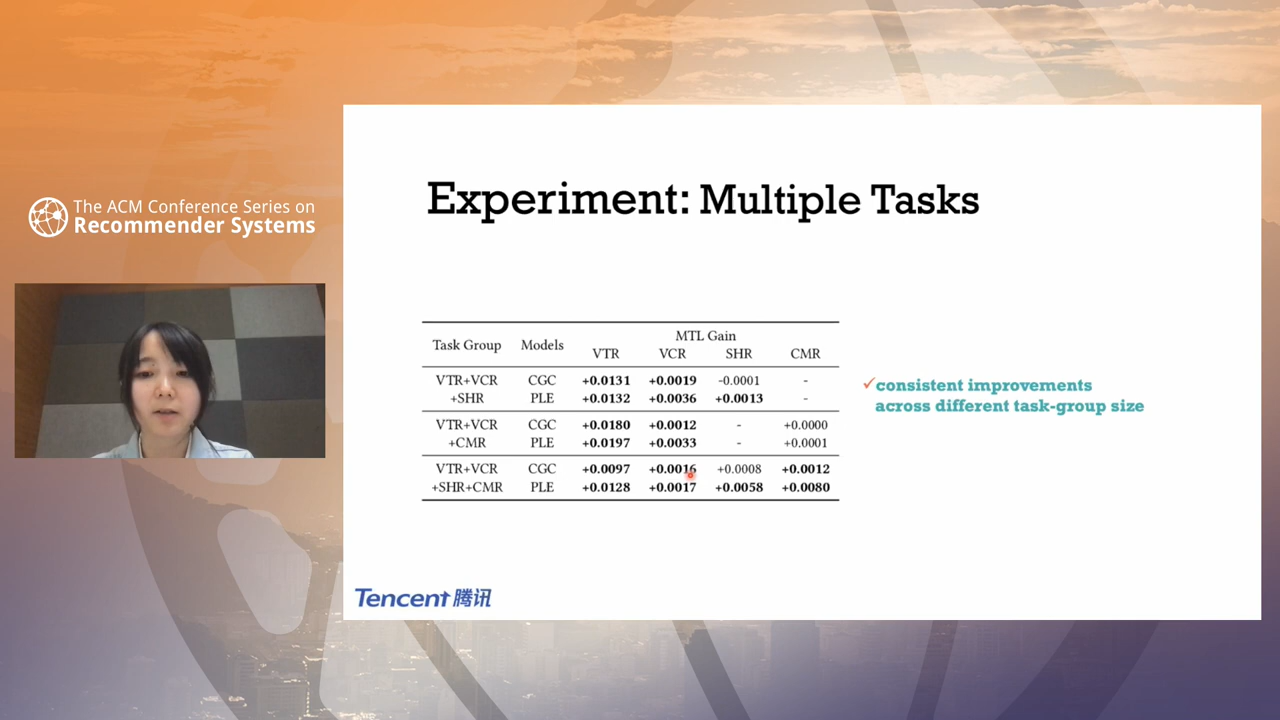 The ACM Conference Series on
Recommender Systems
Experiment: Multiple Tasks
Task Group Models MTL Gain
VTR VCR SHR CMR
VTR+VCR CGC +0.0131 +0.0019 -0.0001 -
+SHR PLE +0.0132 +0.0036 +0.0013 -
VTR+VCR CGC +0.0180 +0.0012 - +0.0000
+CMR PLE +0.0197 +0.0033 - +0.0001
VTR+VCR CGC +0.0097 +0.0016 +0.0008 +0.0012
+SHR+CMR PLE +0.0128 +0.0017 +0.0058 +0.0080
✓consistent improvements
across different task-group size
Tencent 腾讯